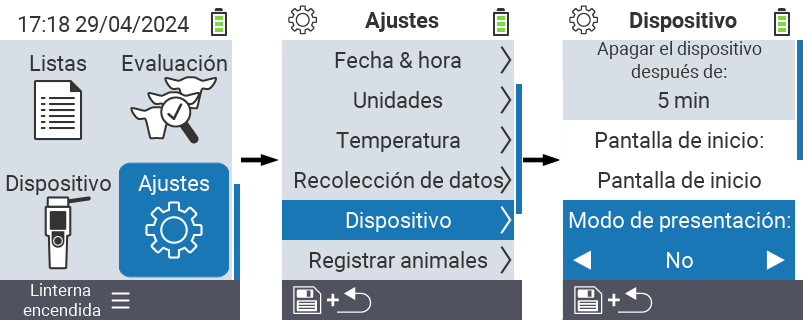 17:18 29/04/2024
Listas
Evaluación
Dispositivo
Ajustes
Linterna
encendida
Ajustes
Fecha & hora
Unidades
Temperatura
Recolección de datos
Dispositivo
Registrar animales
+
Dispositivo
Apagar el dispositivo
después de:
5 min
Pantalla de inicio:
Pantalla de inicio
Modo de presentación:
No
+